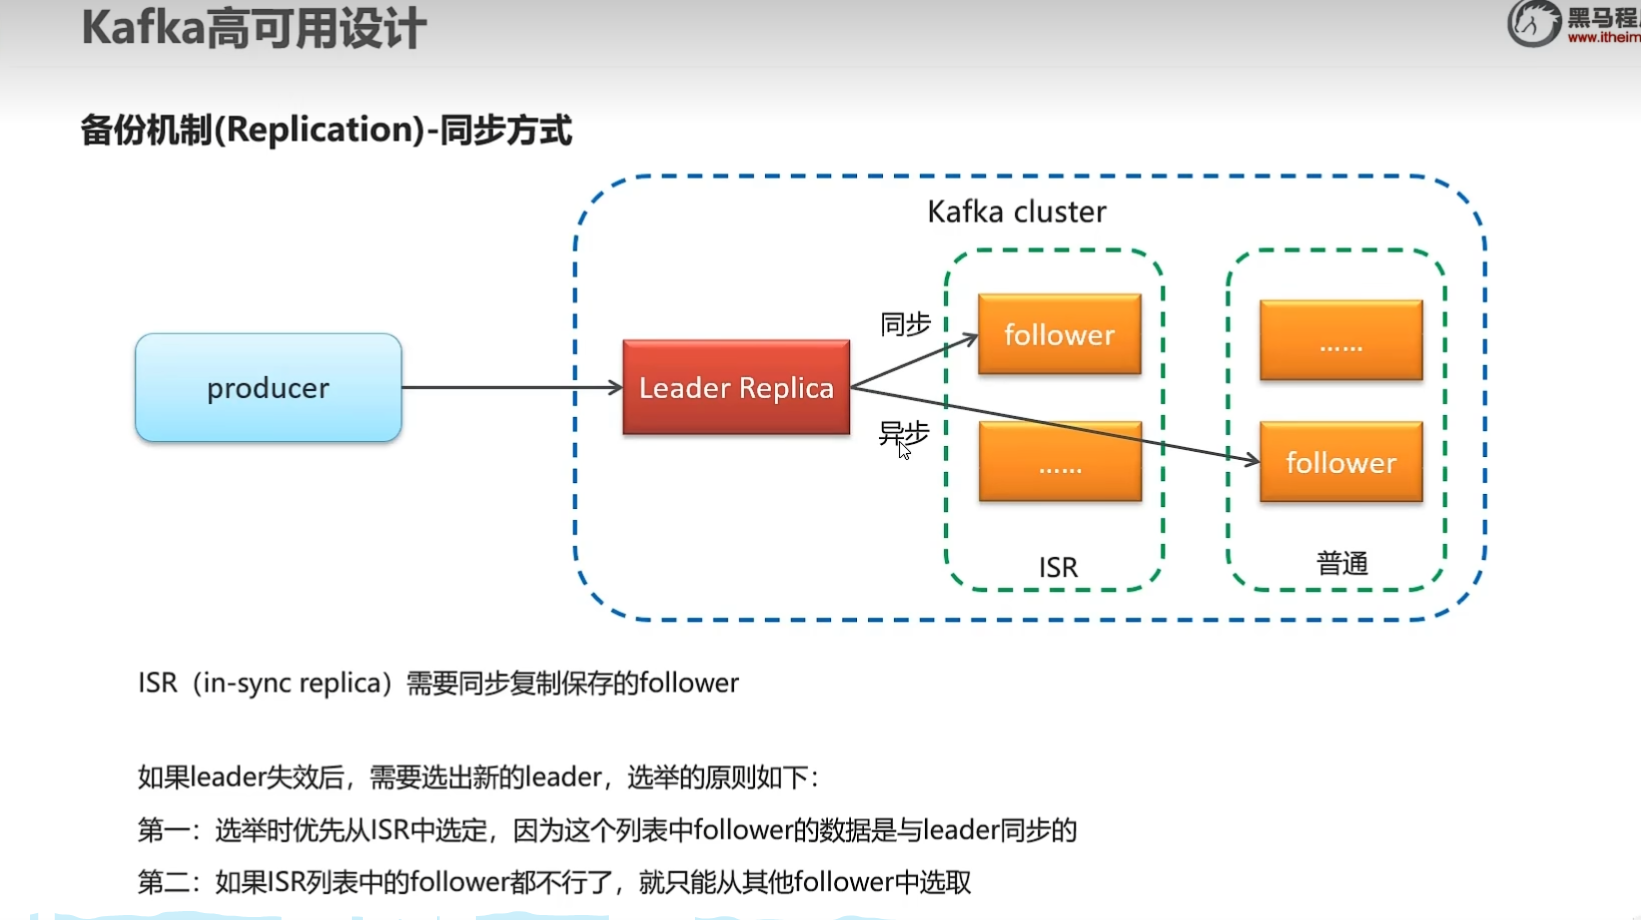 Kafka高可用设计
黑马程
www.itheim
备份机制(Replication)-同步方式
Kafka cluster
同步
follower
……
producer
Leader Replica
异步
……
follower
ISR
普通
ISR（in-sync replica）需要同步复制保存的follower
如果leader失效后，需要选出新的leader，选举的原则如下：
第一：选举时优先从ISR中选定，因为这个列表中follower的数据是与leader同步的
第二：如果ISR列表中的follower都不行了，就只能从其他follower中选取